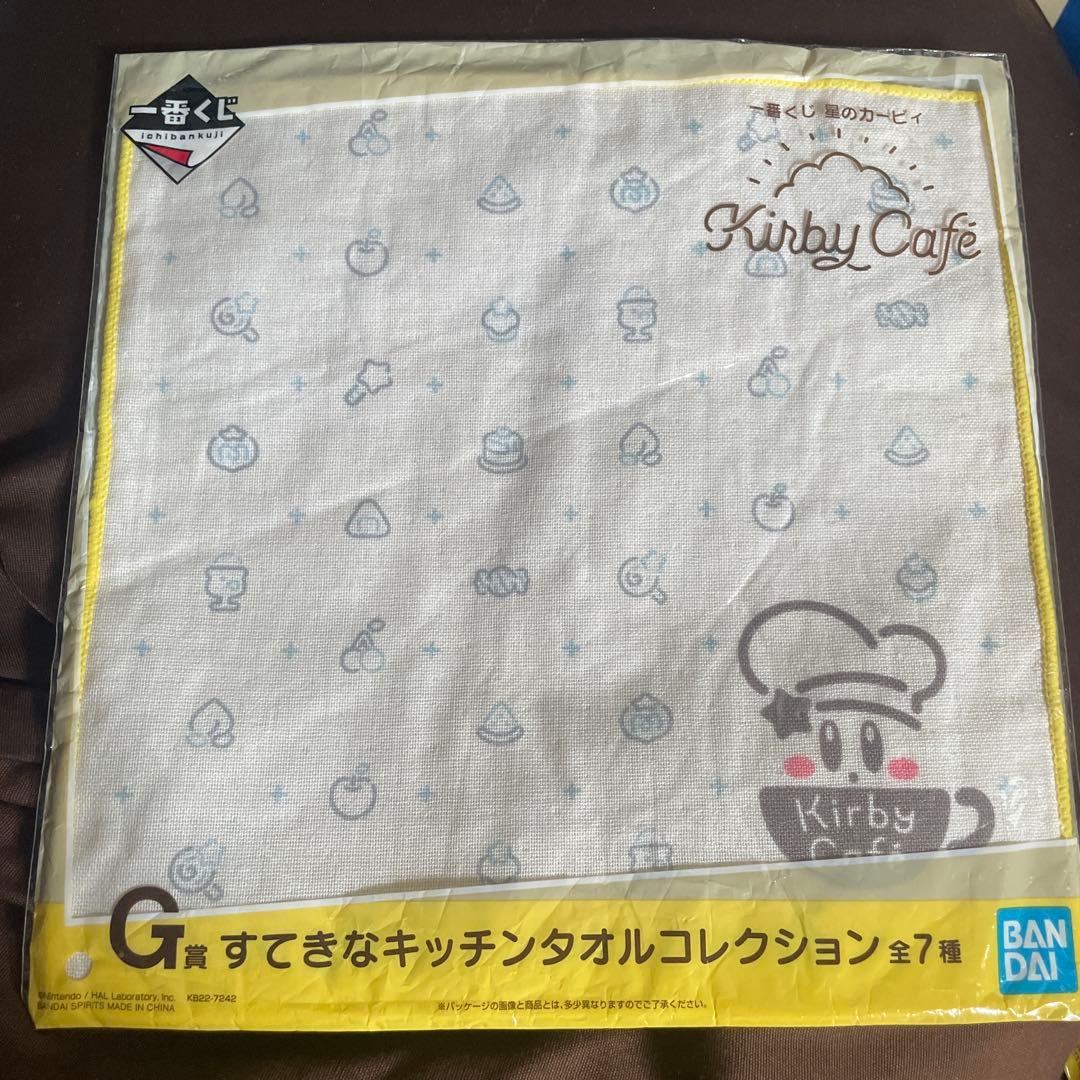 一番くじ
ichibankuji
一番くじ 星のカービィ
Kirby Café
Kirby
G賞 すてきなキッチンタオルコレクション 全7種
©Nintendo / HAL Laboratory, Inc. KB22-7242
BANDAI SPIRITS MADE IN CHINA
※パッケージの画像と商品とは、多少異なりますのでご了承ください。
BAN
DAI